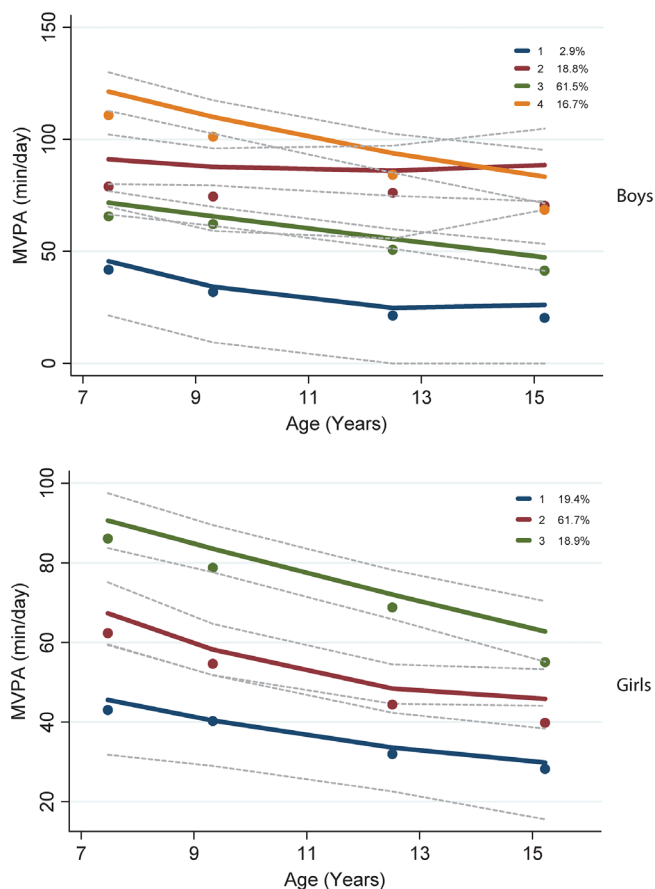 150
100
50
0
MVPA (min/day)
1 2.9%
2 18.8%
3 61.5%
4 16.7%
Boys
7 9 11 13 15
Age (Years)
100
80
60
40
20
MVPA (min/day)
1 19.4%
2 61.7%
3 18.9%
Girls
7 9 11 13 15
Age (Years)